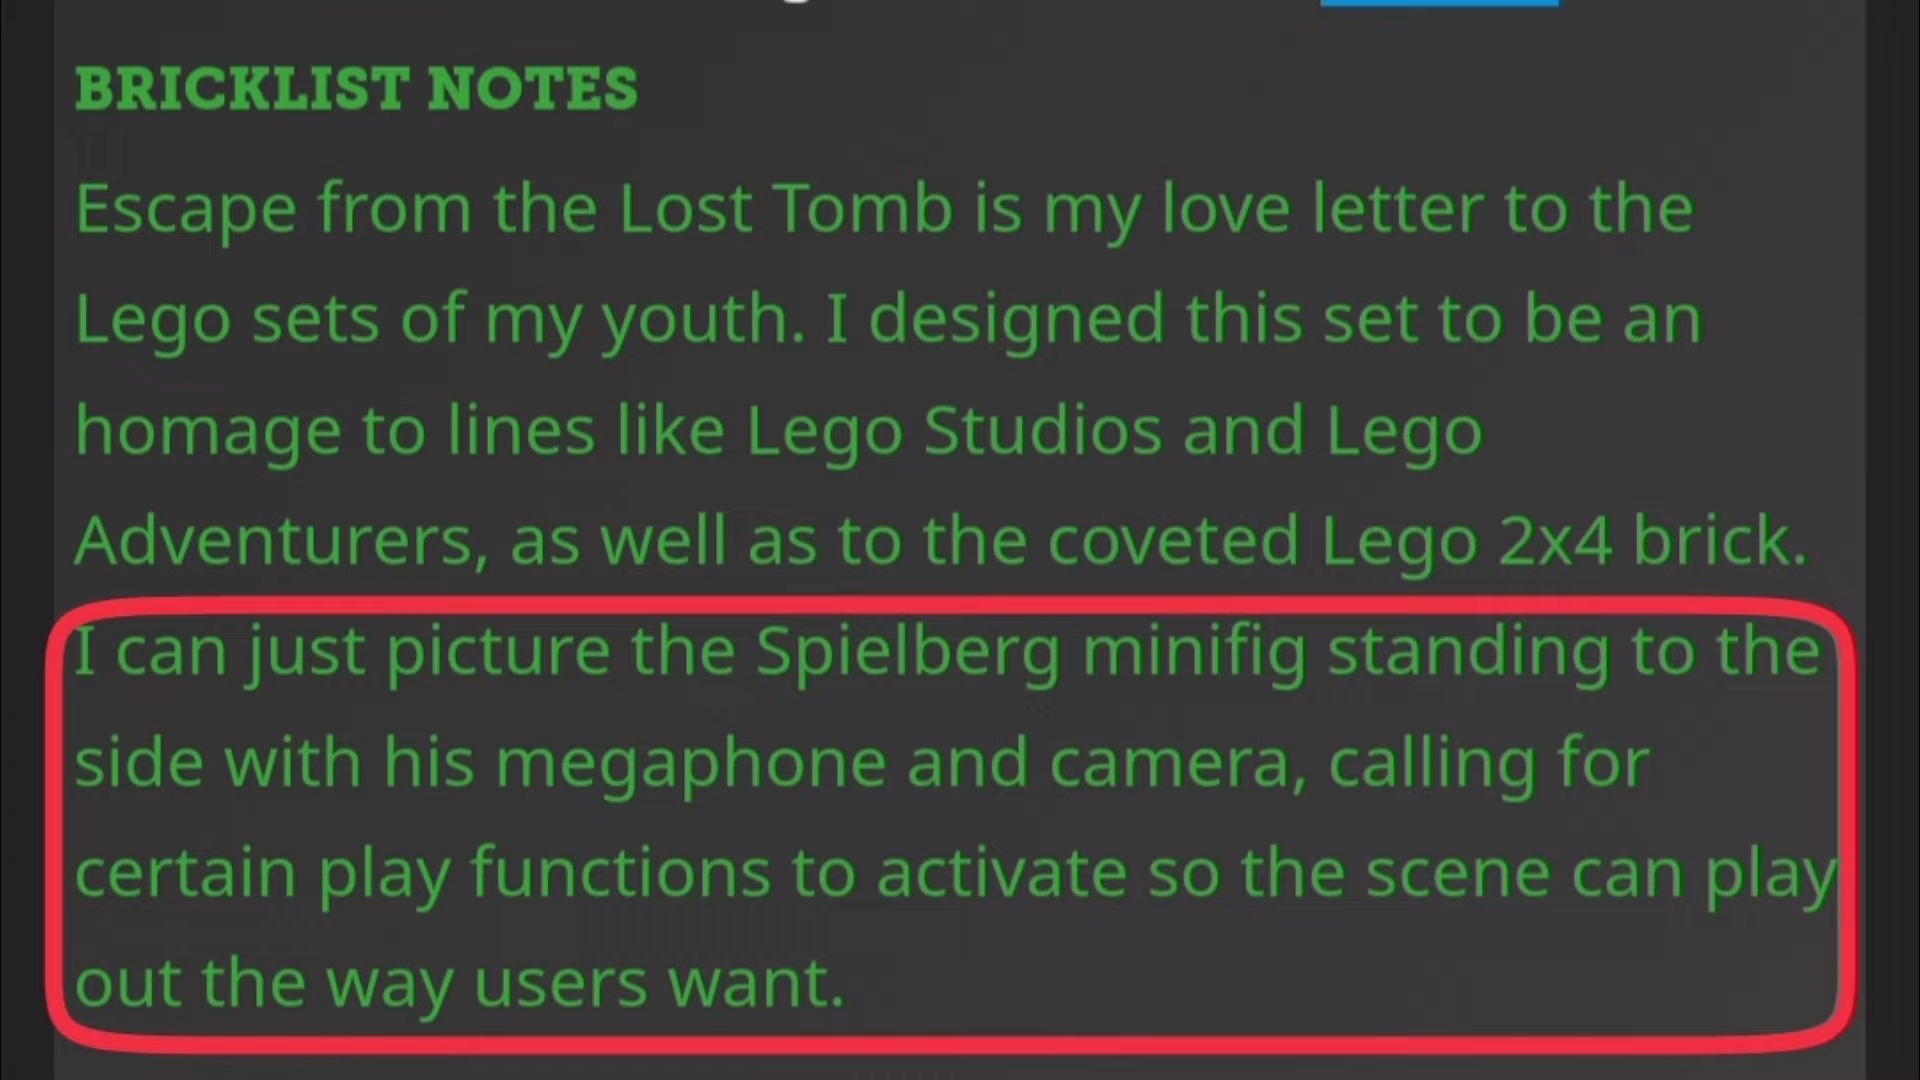 BRICKLIST NOTES
Escape from the Lost Tomb is my love letter to the
Lego sets of my youth. I designed this set to be an
homage to lines like Lego Studios and Lego
Adventurers, as well as to the coveted Lego 2x4 brick.
I can just picture the Spielberg minifig standing to the
side with his megaphone and camera, calling for
certain play functions to activate so the scene can play
out the way users want.